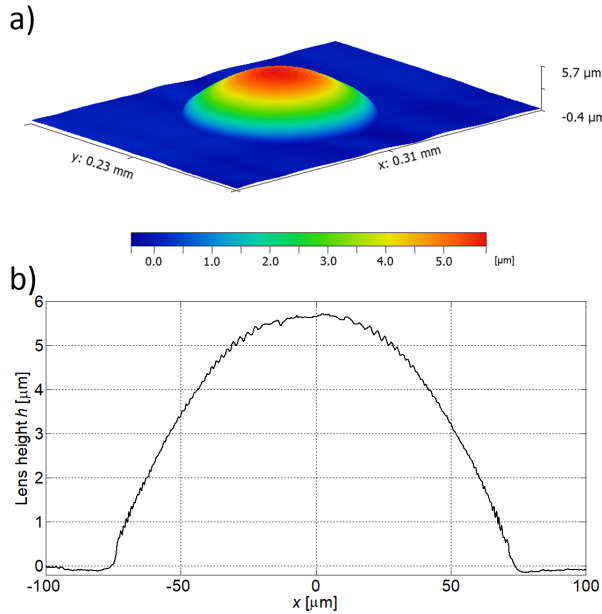 a)
5.7 µm
-0.4 µm
y: 0.23 mm
x: 0.31 mm
0.0 1.0 2.0 3.0 4.0 5.0 [µm]
b)
6
5
4
3
2
1
0
Lens height h [µm]
-100 -50 0 50 100
x [µm]